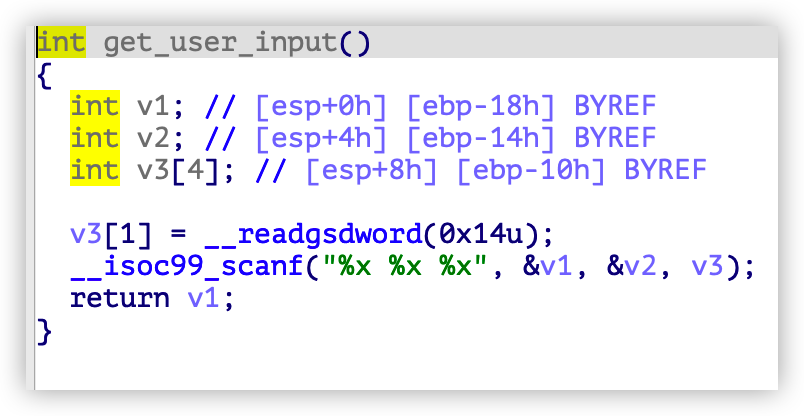 int get_user_input()
{
  int v1; // [esp+0h] [ebp-18h] BYREF
  int v2; // [esp+4h] [ebp-14h] BYREF
  int v3[4]; // [esp+8h] [ebp-10h] BYREF

  v3[1] = __readgsdword(0x14u);
  __isoc99_scanf("%x %x %x", &v1, &v2, v3);
  return v1;
}